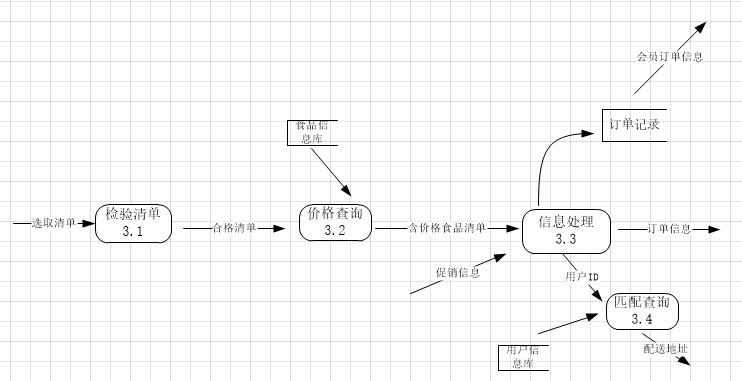 会员订单信息
订单记录
食品信
息库
选取清单
检验清单
3.1
合格清单
价格查询
3.2
含价格食品清单
信息处理
3.3
订单信息
促销信息
用户ID
匹配查询
3.4
用户信
息库
配送地址